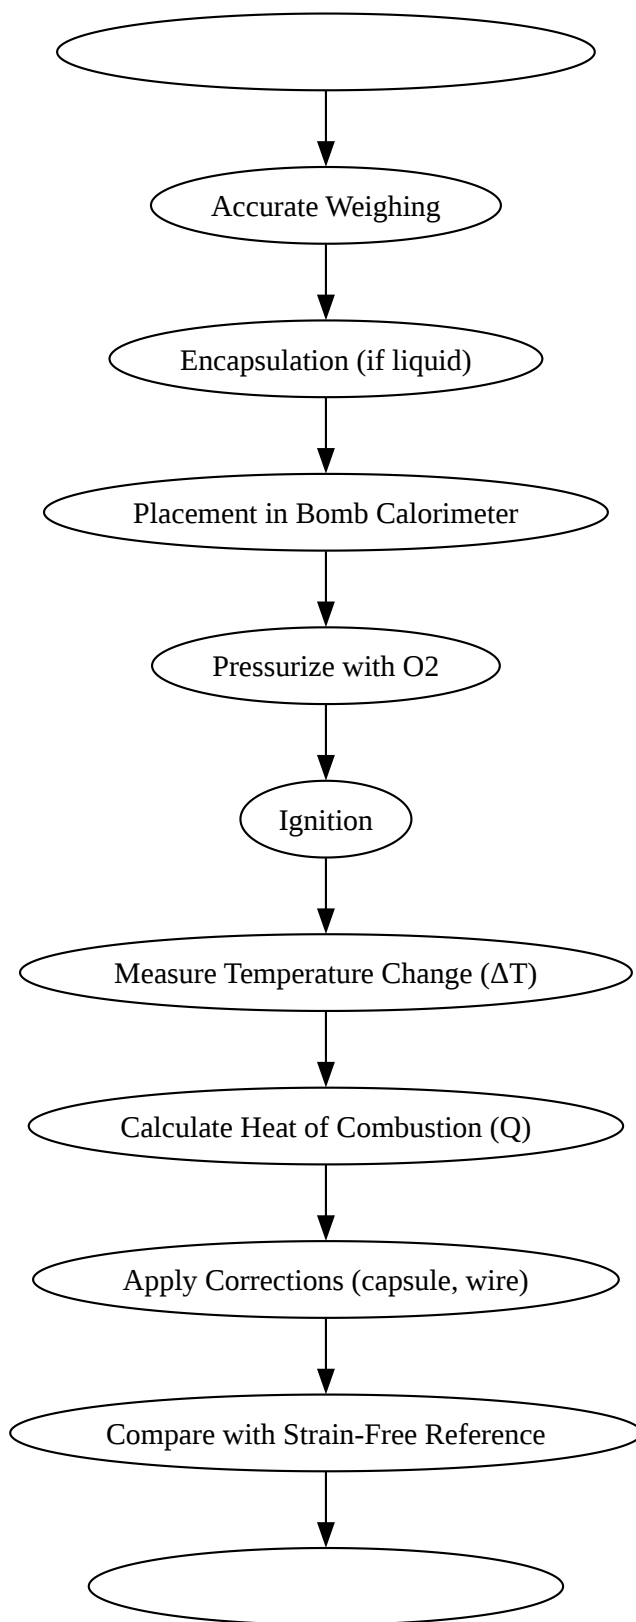 Accurate Weighing
Encapsulation (if liquid)
Placement in Bomb Calorimeter
Pressurize with O2
Ignition
Measure Temperature Change (ΔT)
Calculate Heat of Combustion (Q)
Apply Corrections (capsule, wire)
Compare with Strain-Free Reference